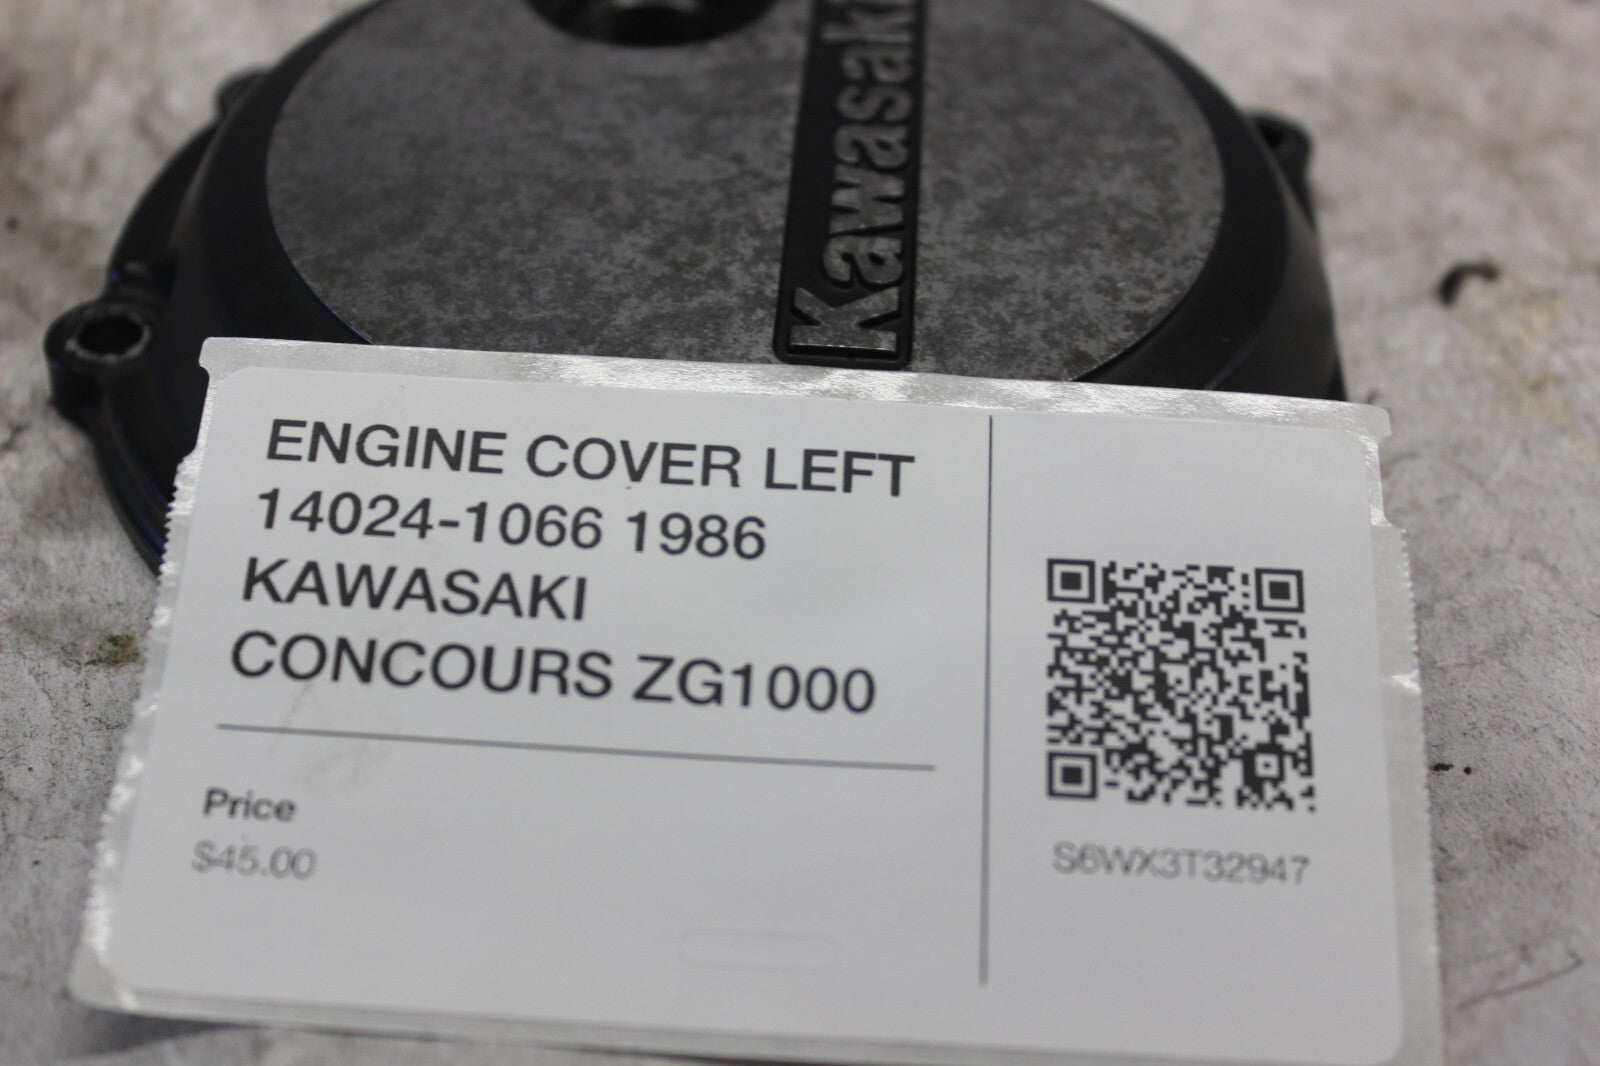 Kawasaki
ENGINE COVER LEFT
14024-1066 1986
KAWASAKI
CONCOURS ZG1000
Price
$45.00
S6WX3T32947